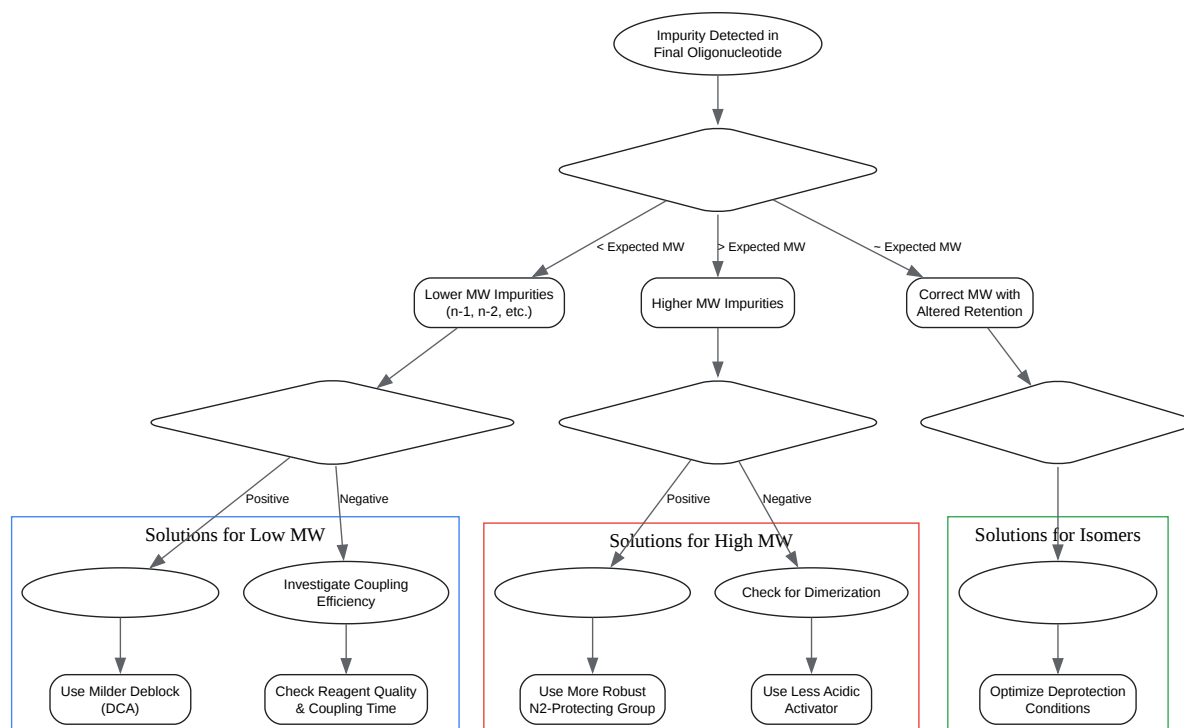 Impurity Detected in
Final Oligonucleotide
< Expected MW
> Expected MW
~ Expected MW
Lower MW Impurities
(n-1, n-2, etc.)
Higher MW Impurities
Correct MW with
Altered Retention
Positive
Negative
Positive
Negative
Solutions for Low MW
Solutions for High MW
Solutions for Isomers
Investigate Coupling
Efficiency
Check for Dimerization
Use Milder Deblock
(DCA)
Check Reagent Quality
& Coupling Time
Use More Robust
N2-Protecting Group
Use Less Acidic
Activator
Optimize Deprotection
Conditions